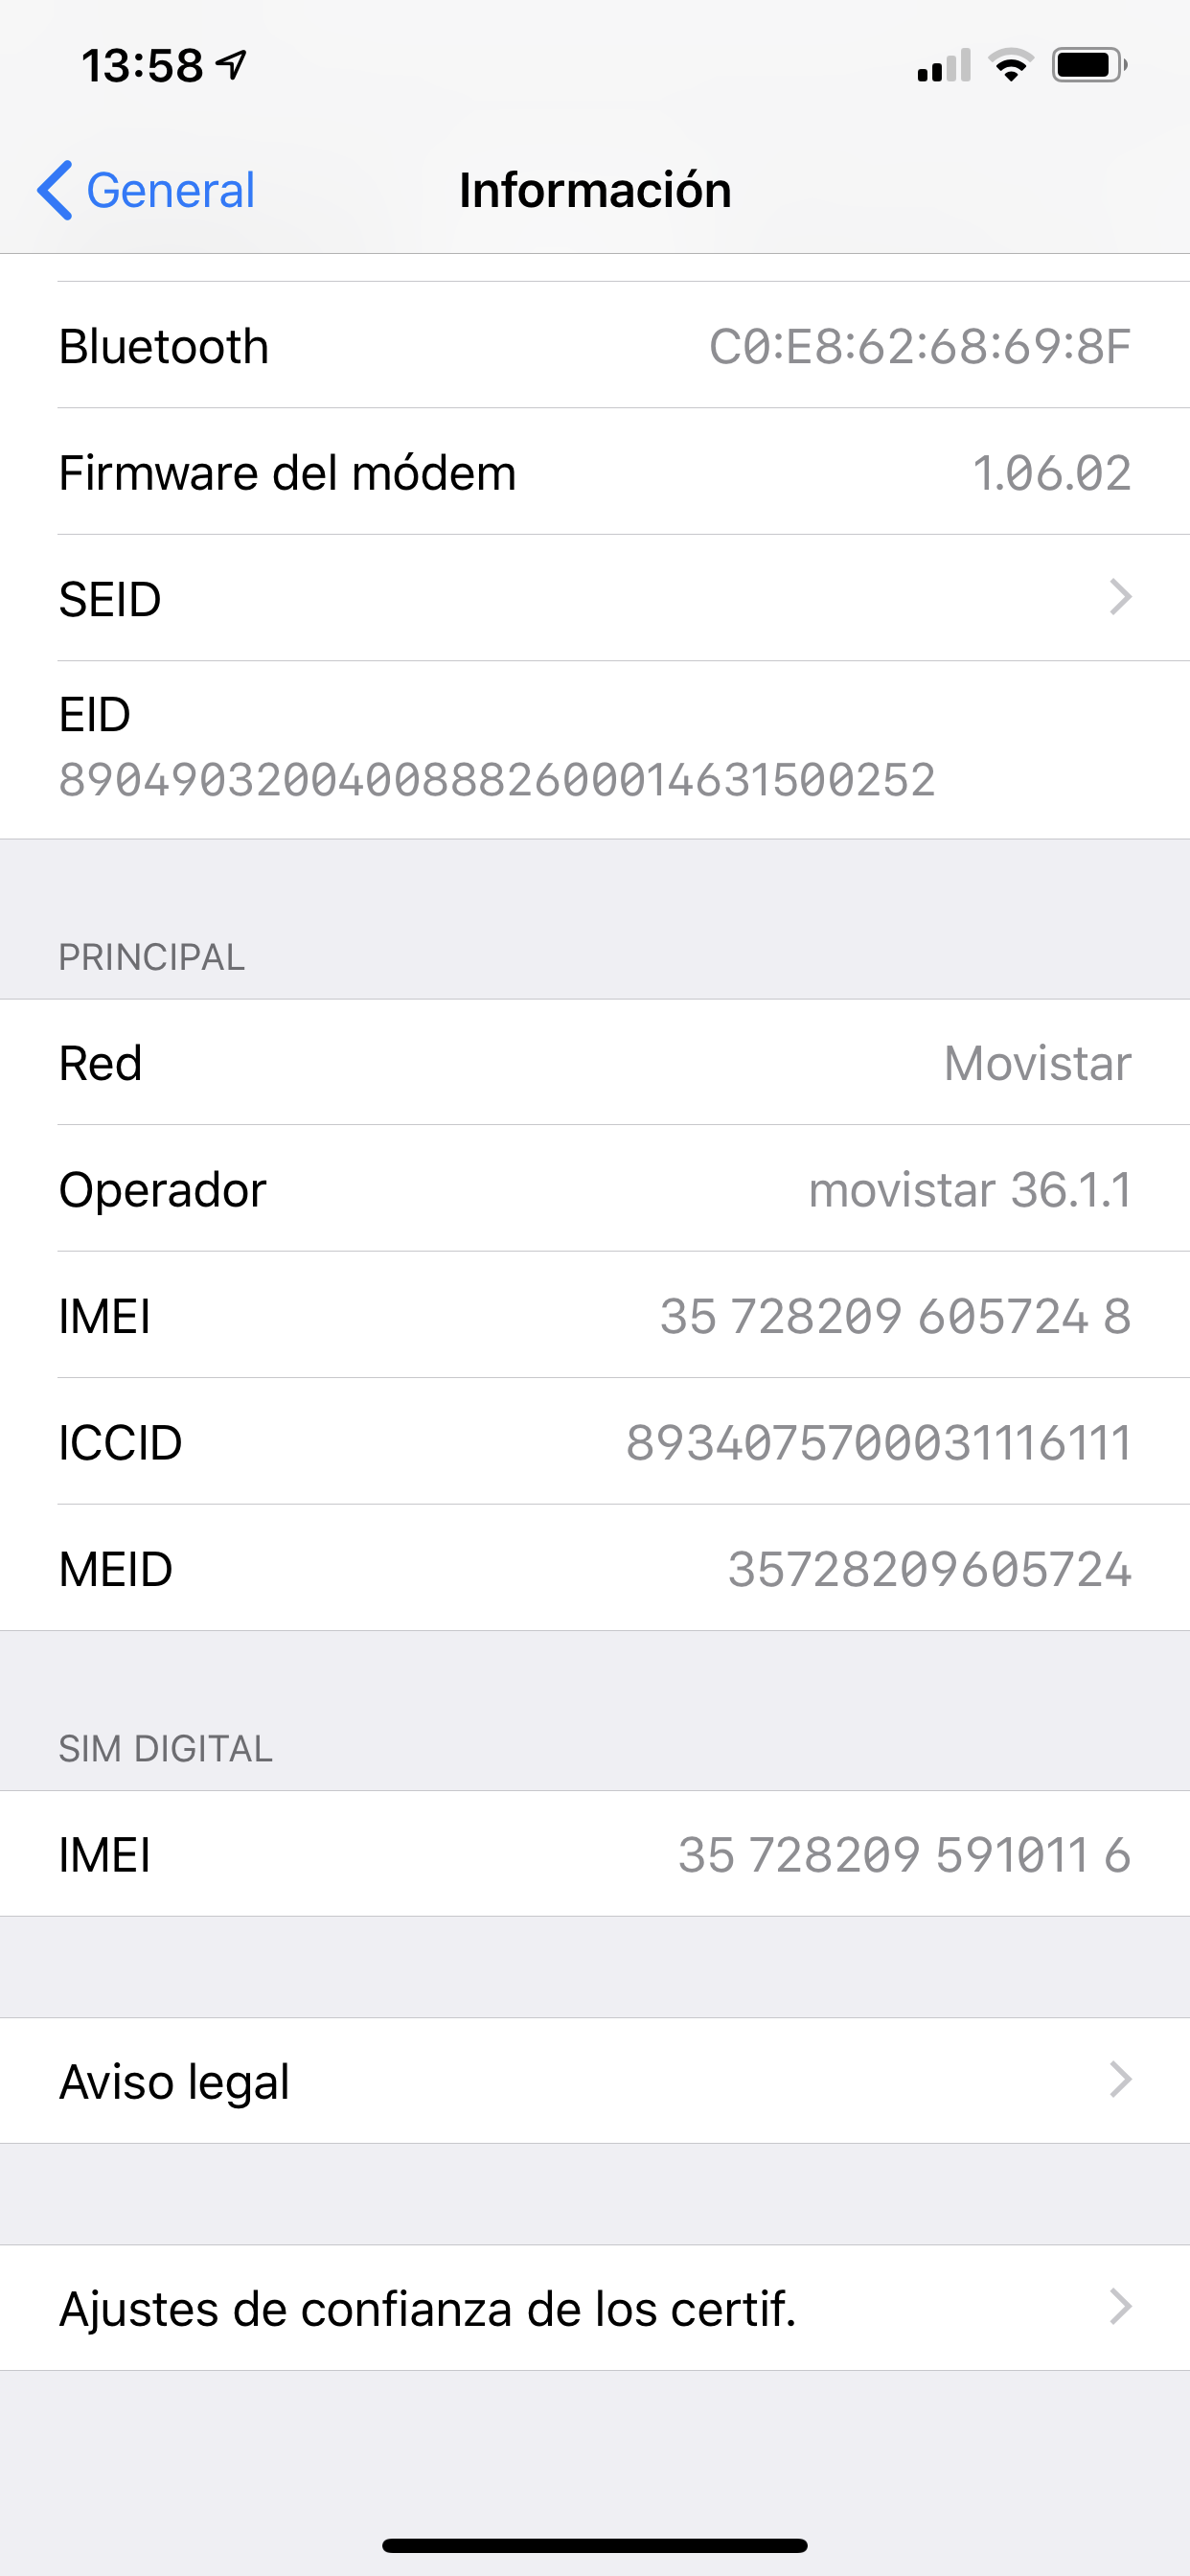 13:58
General
Información
Bluetooth C0:E8:62:68:69:8F
Firmware del módem 1.06.02
SEID
EID
89049032004008882600014631500252
PRINCIPAL
Red Movistar
Operador movistar 36.1.1
IMEI 35 728209 605724 8
ICCID 8934075700031116111
MEID 35728209605724
SIM DIGITAL
IMEI 35 728209 591011 6
Aviso legal
Ajustes de confianza de los certif.